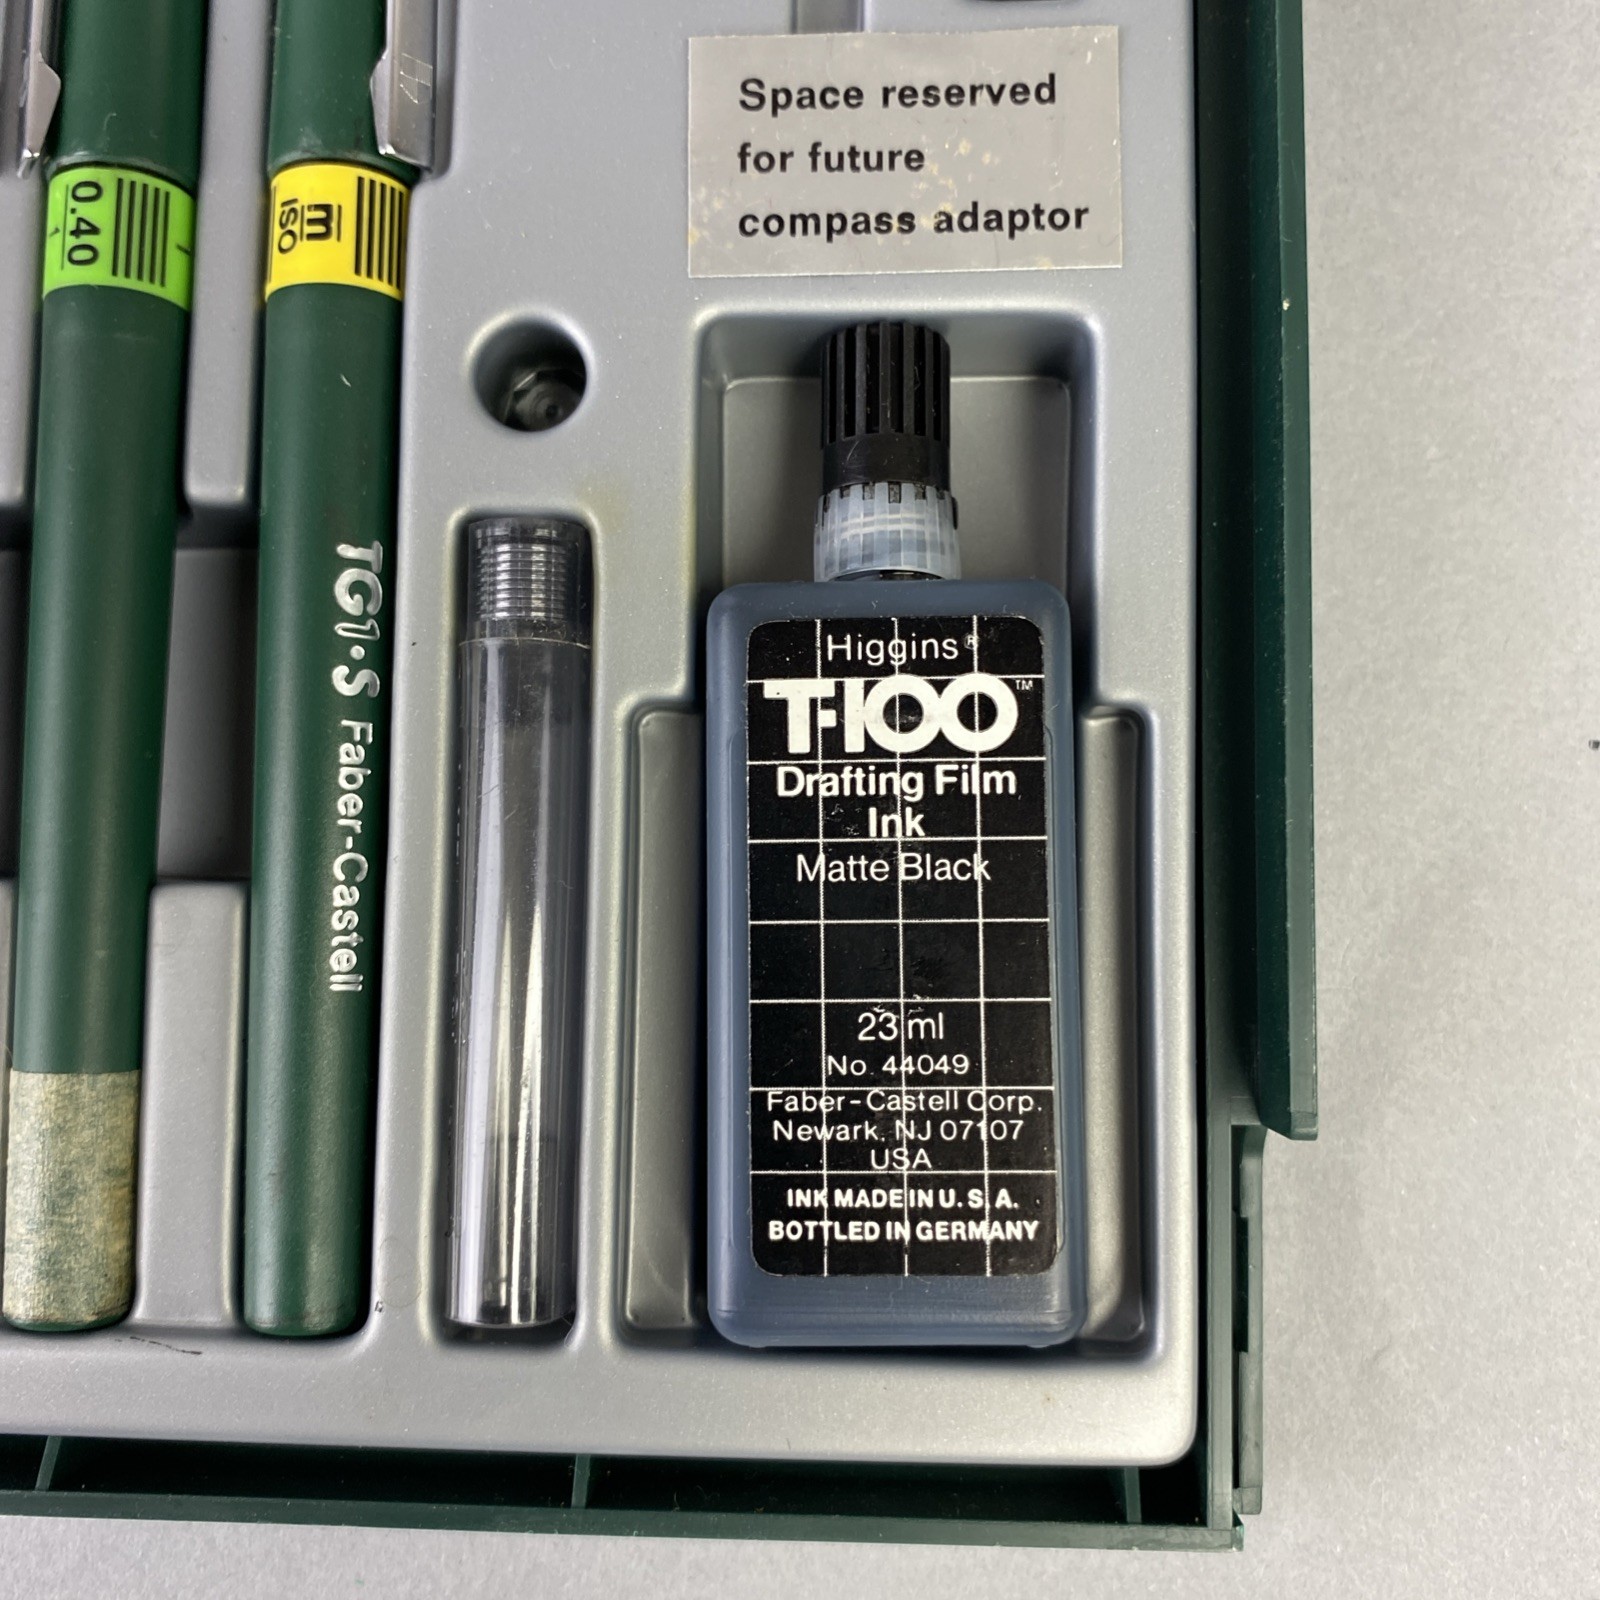 Space reserved
for future
compass adaptor
0.40
1
m
ISO
TG1·S Faber-Castell
Higgins®
T-100™
Drafting Film
Ink
Matte Black
23 ml
No. 44049
Faber-Castell Corp.
Newark, NJ 07107
USA
INK MADE IN U.S.A.
BOTTLED IN GERMANY